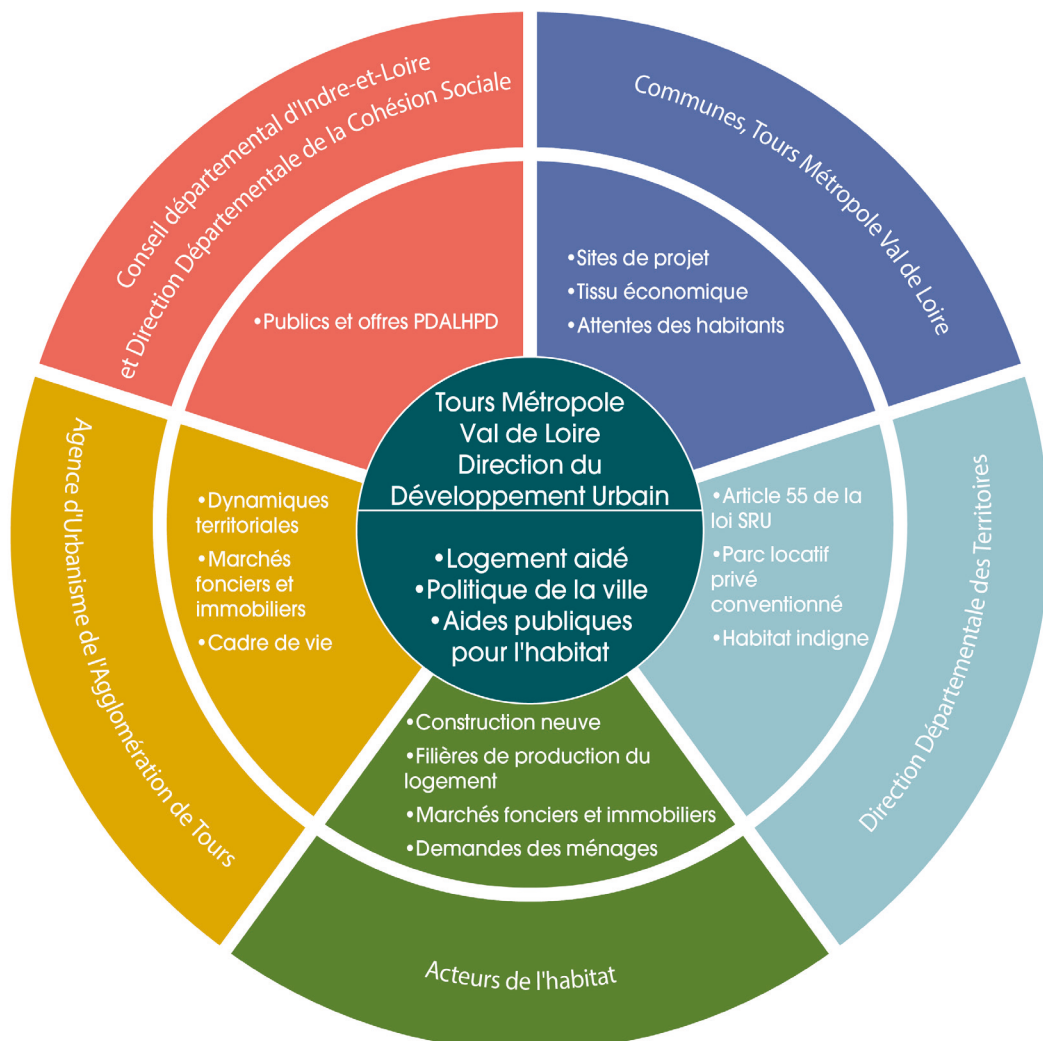 Conseil départemental d'Indre-et-Loire
et Direction Départementale de la Cohésion Sociale
•Publics et offres PDALHPD
Communes, Tours Métropole Val de Loire
•Sites de projet
•Tissu économique
•Attentes des habitants
Tours Métropole
Val de Loire
Direction du
Développement Urbain
•Logement aidé
•Politique de la ville
•Aides publiques
pour l'habitat
Agence d'Urbanisme de l'Agglomération de Tours
•Dynamiques
territoriales
•Marchés
fonciers et
immobiliers
•Cadre de vie
Direction Départementale des Territoires
•Article 55 de la
loi SRU
•Parc locatif
privé
conventionné
•Habitat indigne
•Construction neuve
•Filières de production du
logement
•Marchés fonciers et immobiliers
•Demandes des ménages
Acteurs de l'habitat